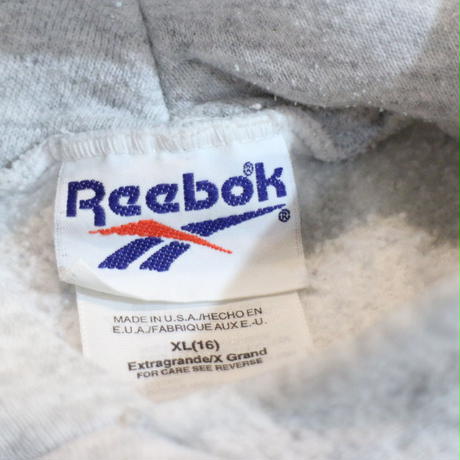 Reebok®
®
MADE IN U.S.A./HECHO EN
E.U.A./FABRIQUE AUX E.-U.
XL(16)
Extragrande/X Grand
FOR CARE SEE REVERSE